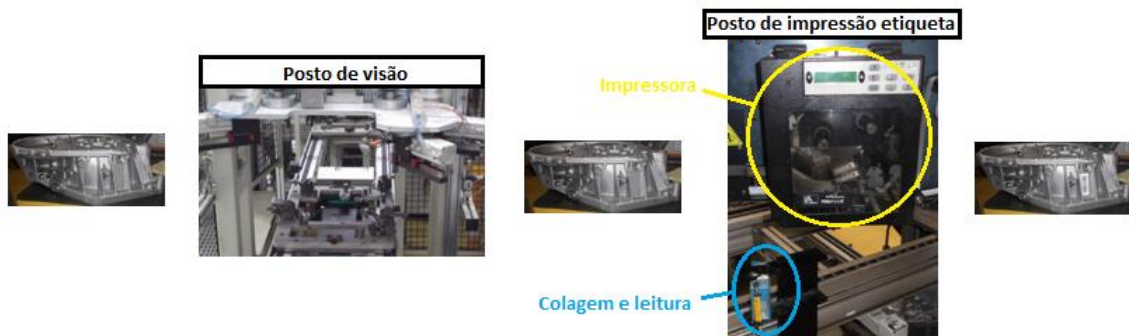 Posto de impressão etiqueta
Posto de visão
Impressora
Colagem e leitura